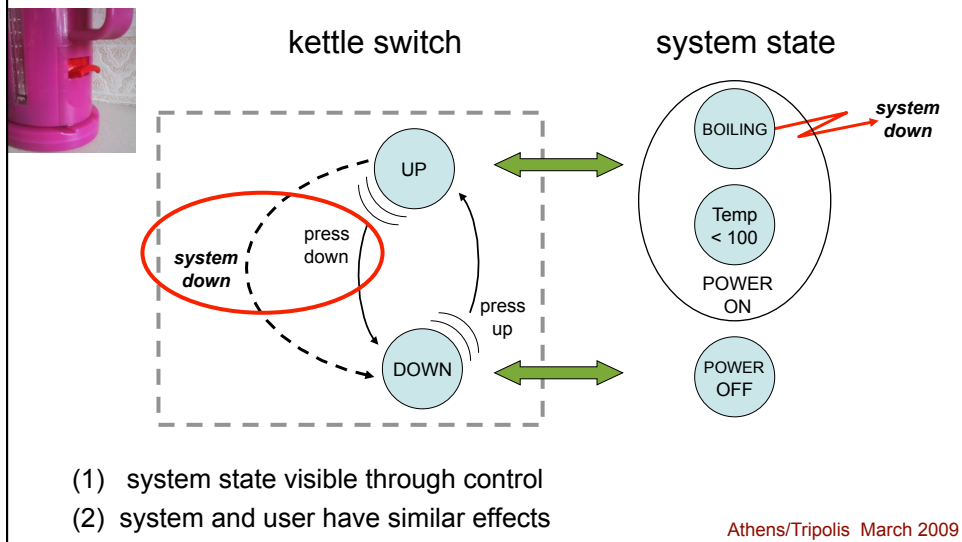 kettle switch
system state
UP
press
down
system
down
press
up
DOWN
BOILING
system
down
Temp
< 100
POWER
ON
POWER
OFF
(1) system state visible through control
(2) system and user have similar effects
Athens/Tripolis March 2009